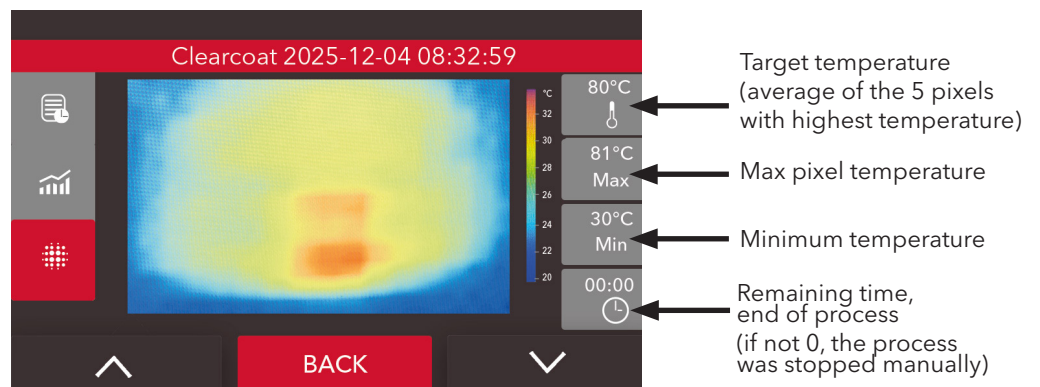 Clearcoat 2025-12-04 08:32:59
°C
32
30
28
26
24
22
20
80°C
81°C
Max
30°C
Min
00:00
BACK
Target temperature
(average of the 5 pixels
with highest temperature)
Max pixel temperature
Minimum temperature
Remaining time,
end of process
(if not 0, the process
was stopped manually)